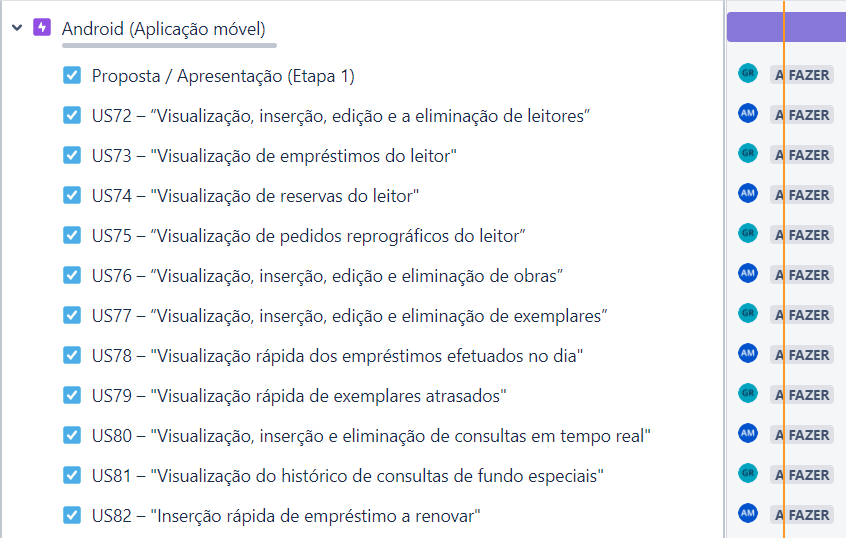 Android (Aplicação móvel)
Proposta / Apresentação (Etapa 1) GR A FAZER
US72 – “Visualização, inserção, edição e a eliminação de leitores” AM A FAZER
US73 – "Visualização de empréstimos do leitor" GR A FAZER
US74 – "Visualização de reservas do leitor" AM A FAZER
US75 – “Visualização de pedidos reprográficos do leitor” GR A FAZER
US76 – “Visualização, inserção, edição e eliminação de obras” AM A FAZER
US77 – “Visualização, inserção, edição e eliminação de exemplares” GR A FAZER
US78 – "Visualização rápida dos empréstimos efetuados no dia" AM A FAZER
US79 – "Visualização rápida de exemplares atrasados" GR A FAZER
US80 – "Visualização, inserção e eliminação de consultas em tempo real" AM A FAZER
US81 – "Visualização do histórico de consultas de fundo especiais" GR A FAZER
US82 – "Inserção rápida de empréstimo a renovar" AM A FAZER